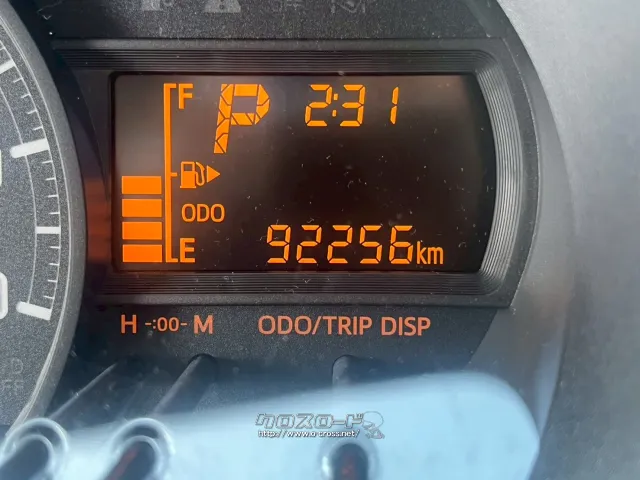 F P 2:31
ODO
E 92256km
H -:00- M ODO/TRIP DISP
クロスロード
http://www.o-cross.net/